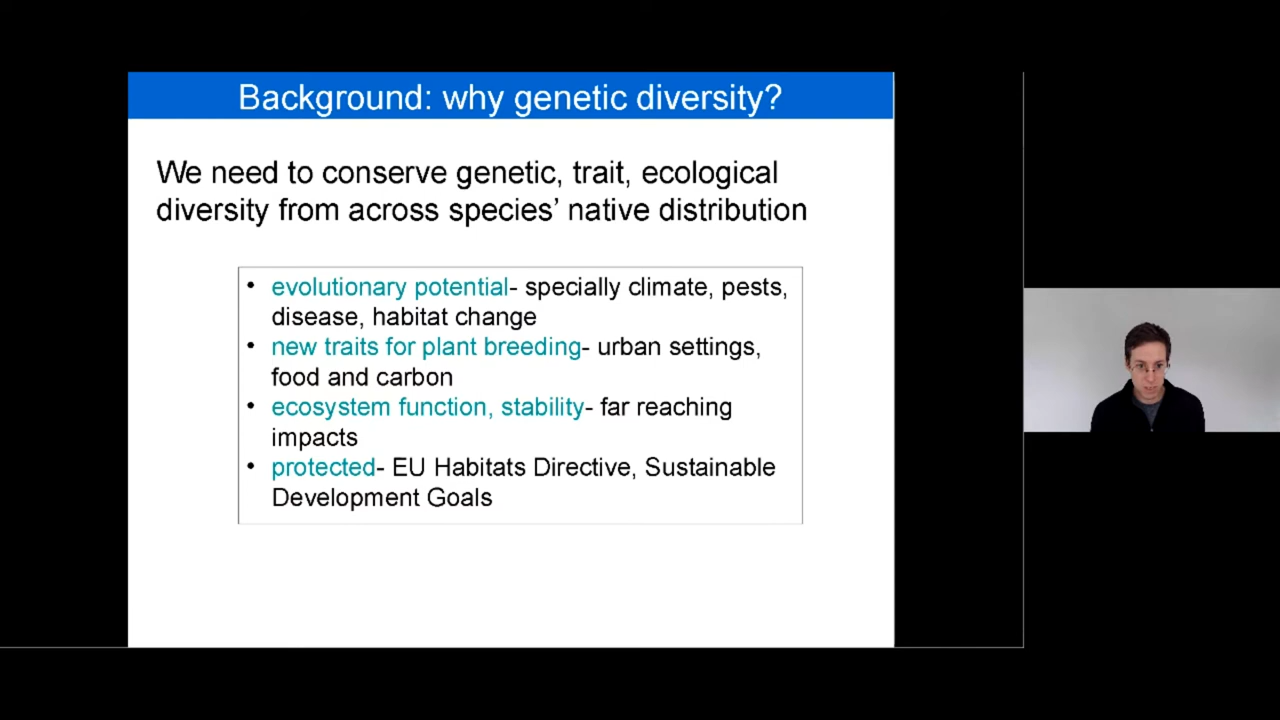 Background: why genetic diversity?
We need to conserve genetic, trait, ecological
diversity from across species’ native distribution
• evolutionary potential- specially climate, pests,
disease, habitat change
• new traits for plant breeding- urban settings,
food and carbon
• ecosystem function, stability- far reaching
impacts
• protected- EU Habitats Directive, Sustainable
Development Goals